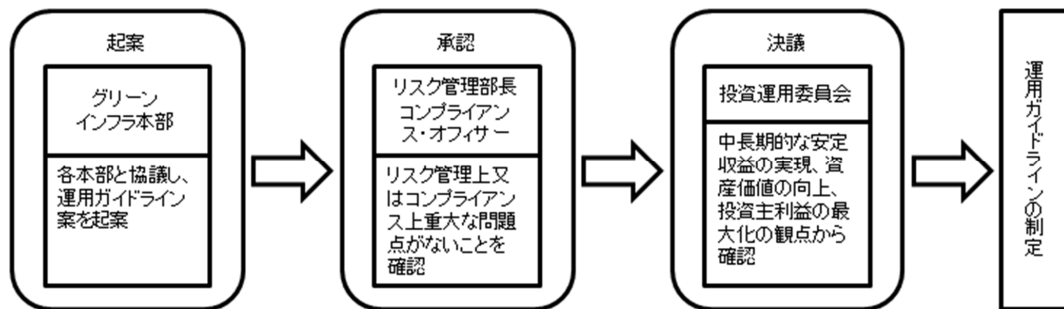 起案
グリーン
インフラ本部
各本部と協議し、
運用ガイドライン
案を起案
承認
リスク管理部長
コンプライアン
ス・オフィサー
リスク管理上又
はコンプライアン
ス上重大な問題
点がないことを
確認
決議
投資運用委員会
中長期的な安定
収益の実現、資
産価値の向上、
投資主利益の最
大化の観点から
確認
運用ガイドラインの制定